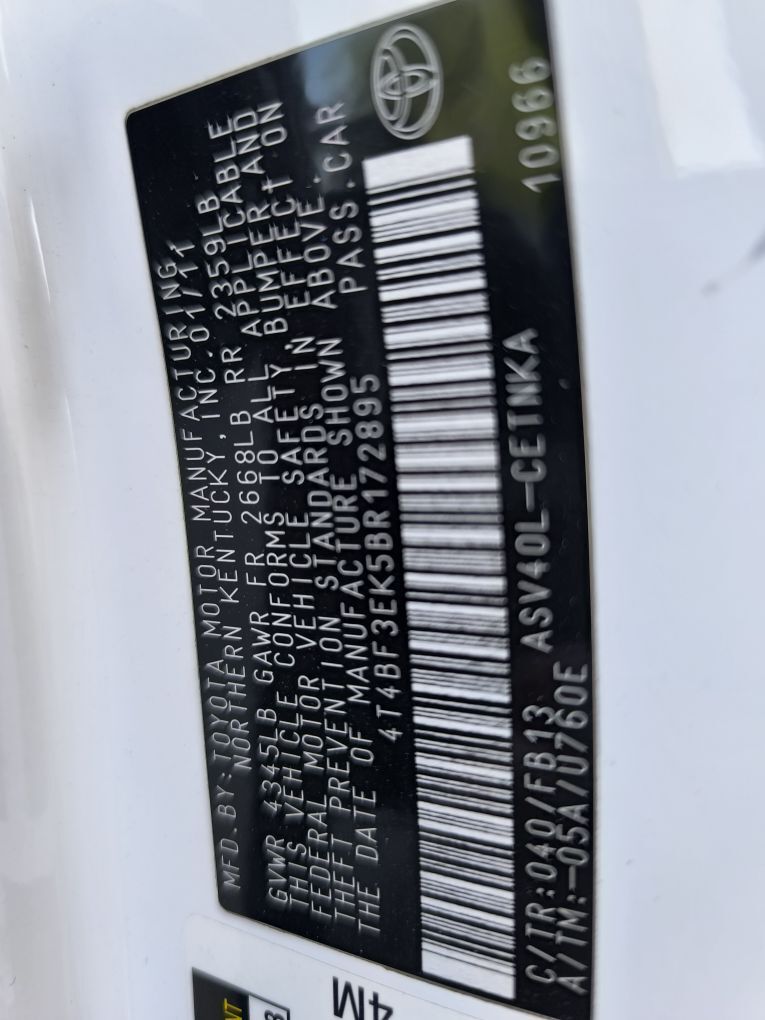 MFD.BY:TOYOTA MOTOR MANUFACTURING,
NORTHERN KENTUCKY, INC.01/11
GVWR 4345LB GAWR FR 2668LB RR 2359LB
THIS VEHICLE CONFORMS TO ALL APPLICABLE
FEDERAL MOTOR VEHICLE SAFETY, BUMPER AND
THEFT PREVENTION STANDARDS IN EFFECT ON
THE DATE OF MANUFACTURE SHOWN ABOVE.
4T4BF3EK5BR172895 PASS.CAR
C/TR:040/FB13 ASV40L-CETNKA
A/TM:-05A/U760E
10966
4M
NT